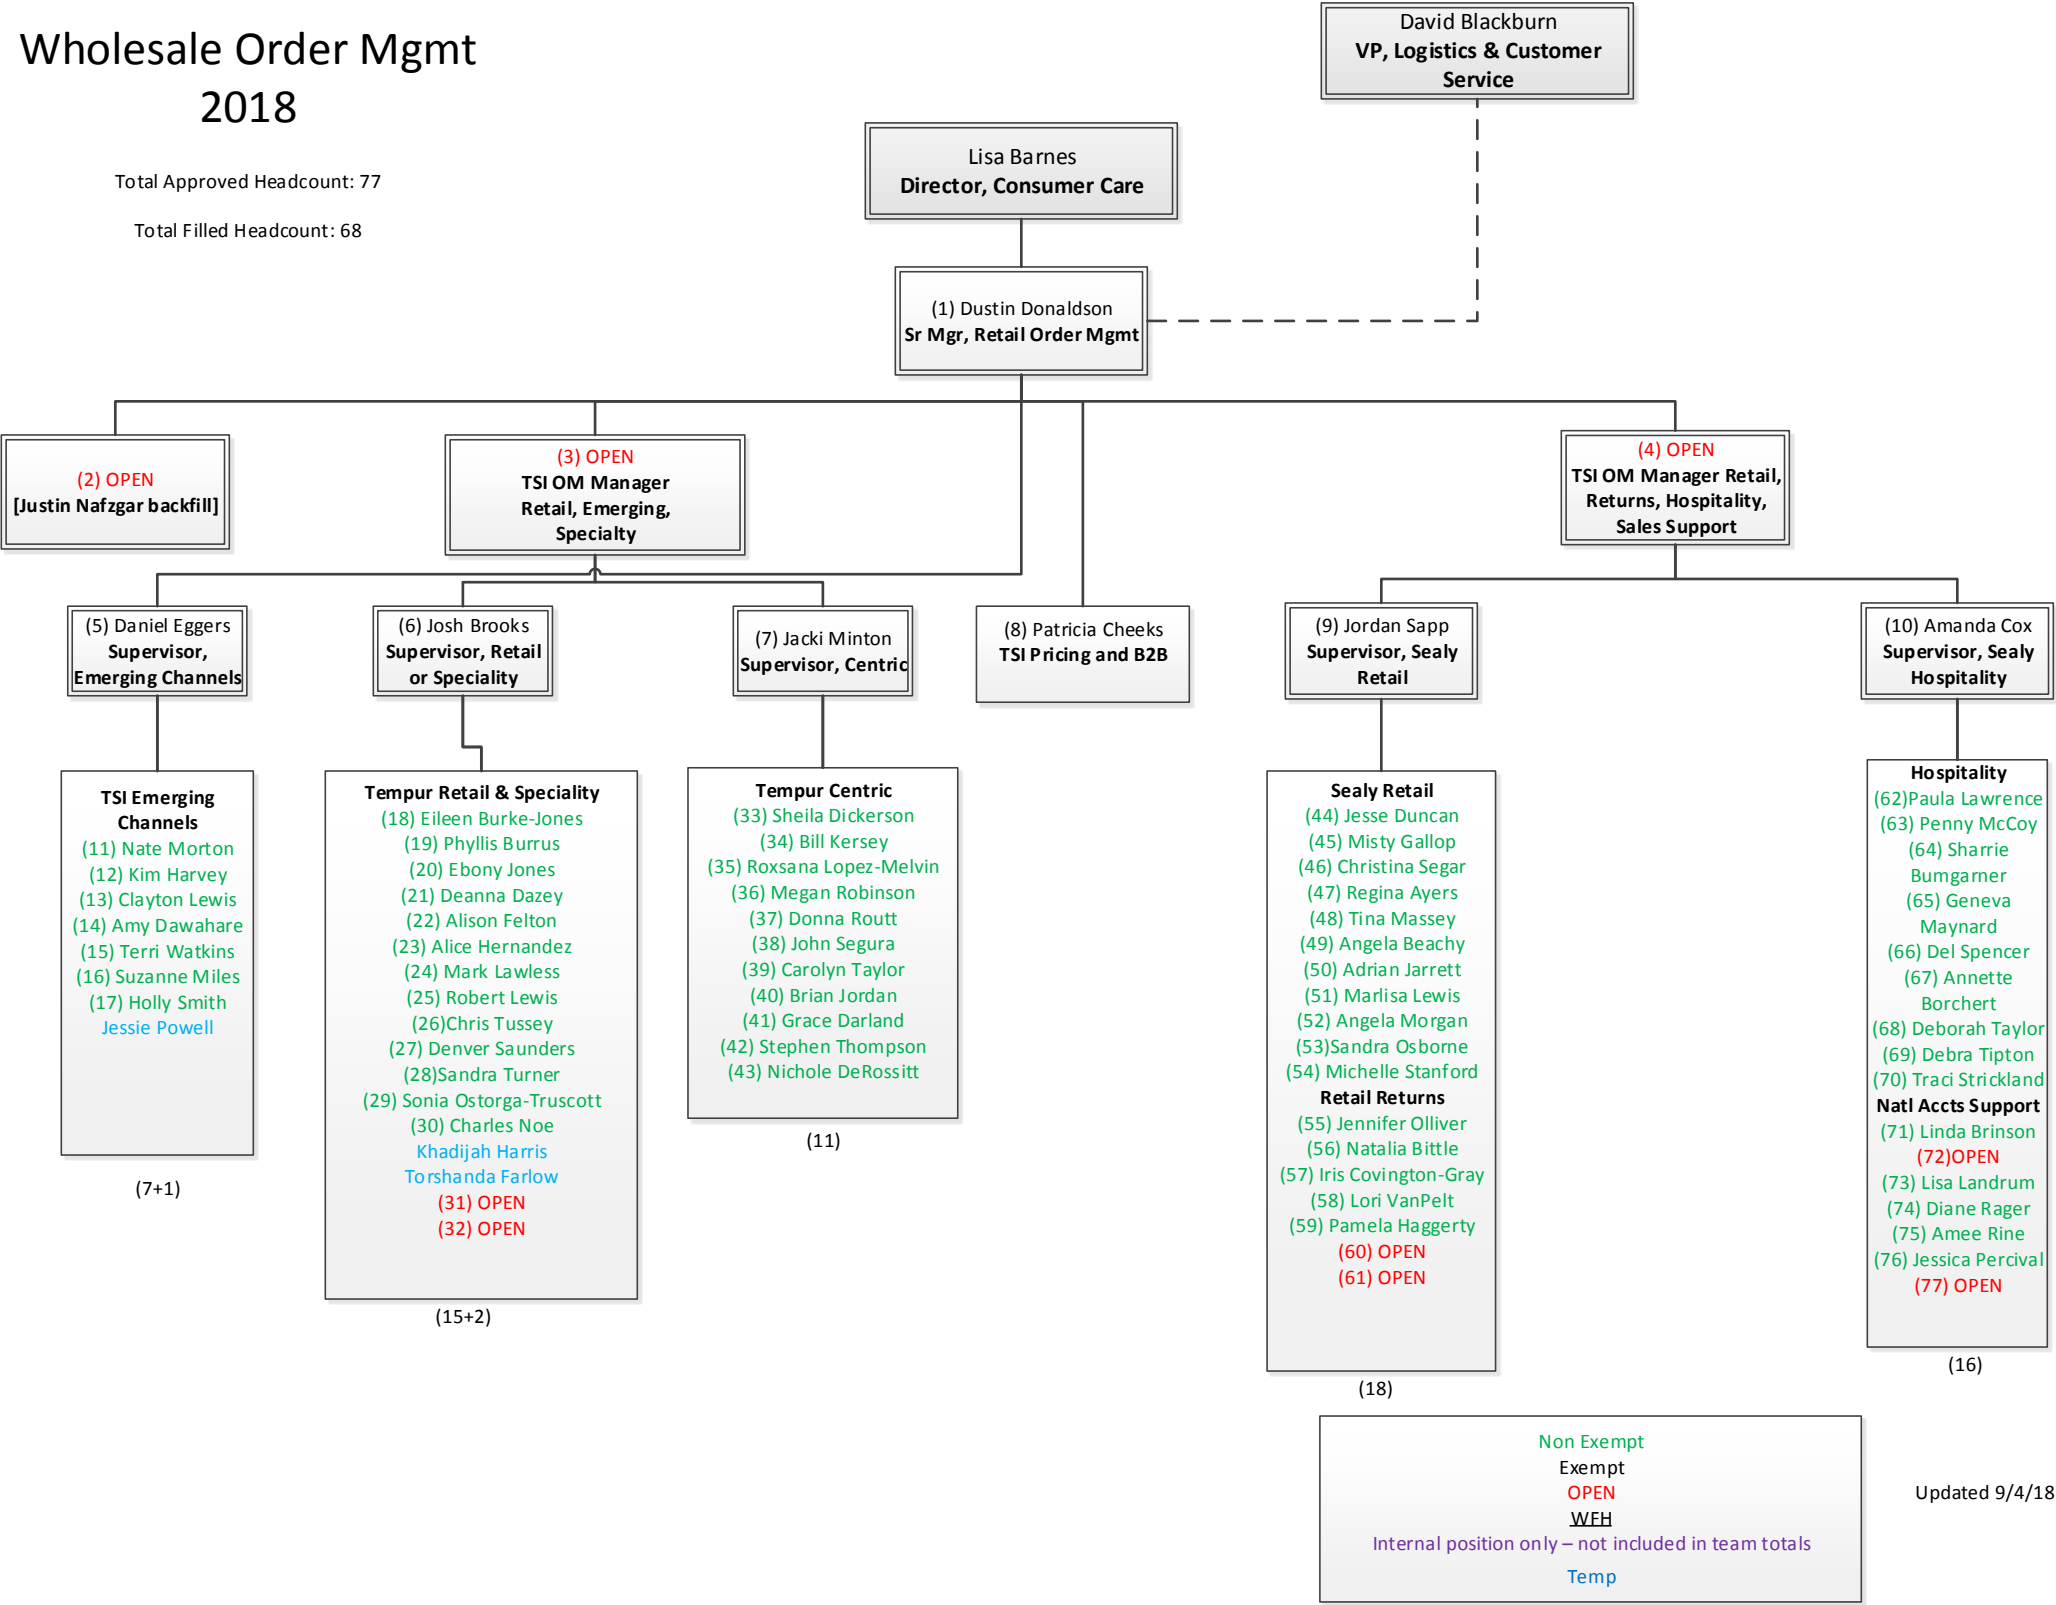 Wholesale Order Mgmt
2018
Total Approved Headcount: 77
Total Filled Headcount: 68
David Blackburn
VP, Logistics & Customer
Service
Lisa Barnes
Director, Consumer Care
(1) Dustin Donaldson
Sr Mgr, Retail Order Mgmt
(2) OPEN
[Justin Nafzgar backfill]
(3) OPEN
TSI OM Manager
Retail, Emerging,
Specialty
(4) OPEN
TSI OM Manager Retail,
Returns, Hospitality,
Sales Support
(5) Daniel Eggers
Supervisor,
Emerging Channels
(6) Josh Brooks
Supervisor, Retail
or Speciality
(7) Jacki Minton
Supervisor, Centric
(8) Patricia Cheeks
TSI Pricing and B2B
(9) Jordan Sapp
Supervisor, Sealy
Retail
(10) Amanda Cox
Supervisor, Sealy
Hospitality
TSI Emerging
Channels
(11) Nate Morton
(12) Kim Harvey
(13) Clayton Lewis
(14) Amy Dawahare
(15) Terri Watkins
(16) Suzanne Miles
(17) Holly Smith
Jessie Powell
(7+1)
Tempur Retail & Speciality
(18) Eileen Burke-Jones
(19) Phyllis Burrus
(20) Ebony Jones
(21) Deanna Dazey
(22) Alison Felton
(23) Alice Hernandez
(24) Mark Lawless
(25) Robert Lewis
(26)Chris Tussey
(27) Denver Saunders
(28)Sandra Turner
(29) Sonia Ostorga-Truscott
(30) Charles Noe
Khadijah Harris
Torshanda Farlow
(31) OPEN
(32) OPEN
(15+2)
Tempur Centric
(33) Sheila Dickerson
(34) Bill Kersey
(35) Roxsana Lopez-Melvin
(36) Megan Robinson
(37) Donna Routt
(38) John Segura
(39) Carolyn Taylor
(40) Brian Jordan
(41) Grace Darland
(42) Stephen Thompson
(43) Nichole DeRossitt
(11)
Sealy Retail
(44) Jesse Duncan
(45) Misty Gallop
(46) Christina Segar
(47) Regina Ayers
(48) Tina Massey
(49) Angela Beachy
(50) Adrian Jarrett
(51) Marlisa Lewis
(52) Angela Morgan
(53)Sandra Osborne
(54) Michelle Stanford
Retail Returns
(55) Jennifer Olliver
(56) Natalia Bittle
(57) Iris Covington-Gray
(58) Lori VanPelt
(59) Pamela Haggerty
(60) OPEN
(61) OPEN
(18)
Hospitality
(62)Paula Lawrence
(63) Penny McCoy
(64) Sharrie
Bumgarner
(65) Geneva
Maynard
(66) Del Spencer
(67) Annette
Borchert
(68) Deborah Taylor
(69) Debra Tipton
(70) Traci Strickland
Natl Accts Support
(71) Linda Brinson
(72)OPEN
(73) Lisa Landrum
(74) Diane Rager
(75) Amee Rine
(76) Jessica Percival
(77) OPEN
(16)
Non Exempt
Exempt
OPEN
WFH
Internal position only – not included in team totals
Temp
Updated 9/4/18